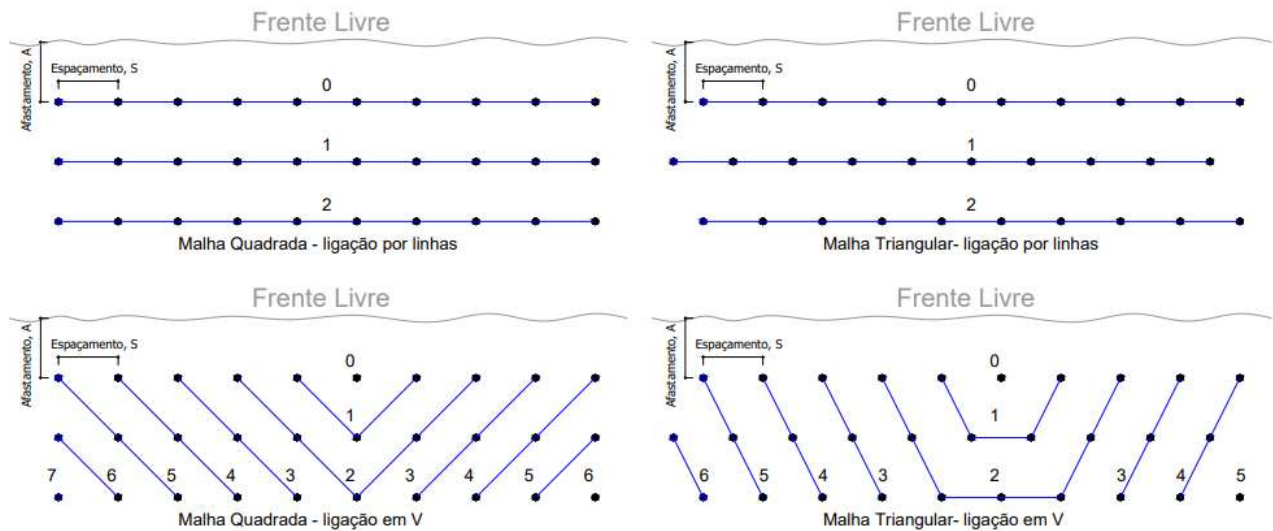 Frente Livre
Afastamento, A
Espaçamento, S
0
1
2
Malha Quadrada - ligação por linhas
Frente Livre
Afastamento, A
Espaçamento, S
0
1
2
Malha Triangular- ligação por linhas
Frente Livre
Afastamento, A
Espaçamento, S
0
1
7 6 5 4 3 2 3 4 5 6
Malha Quadrada - ligação em V
Frente Livre
Afastamento, A
Espaçamento, S
0
1
6 5 4 3 2 3 4 5
Malha Triangular- ligação em V